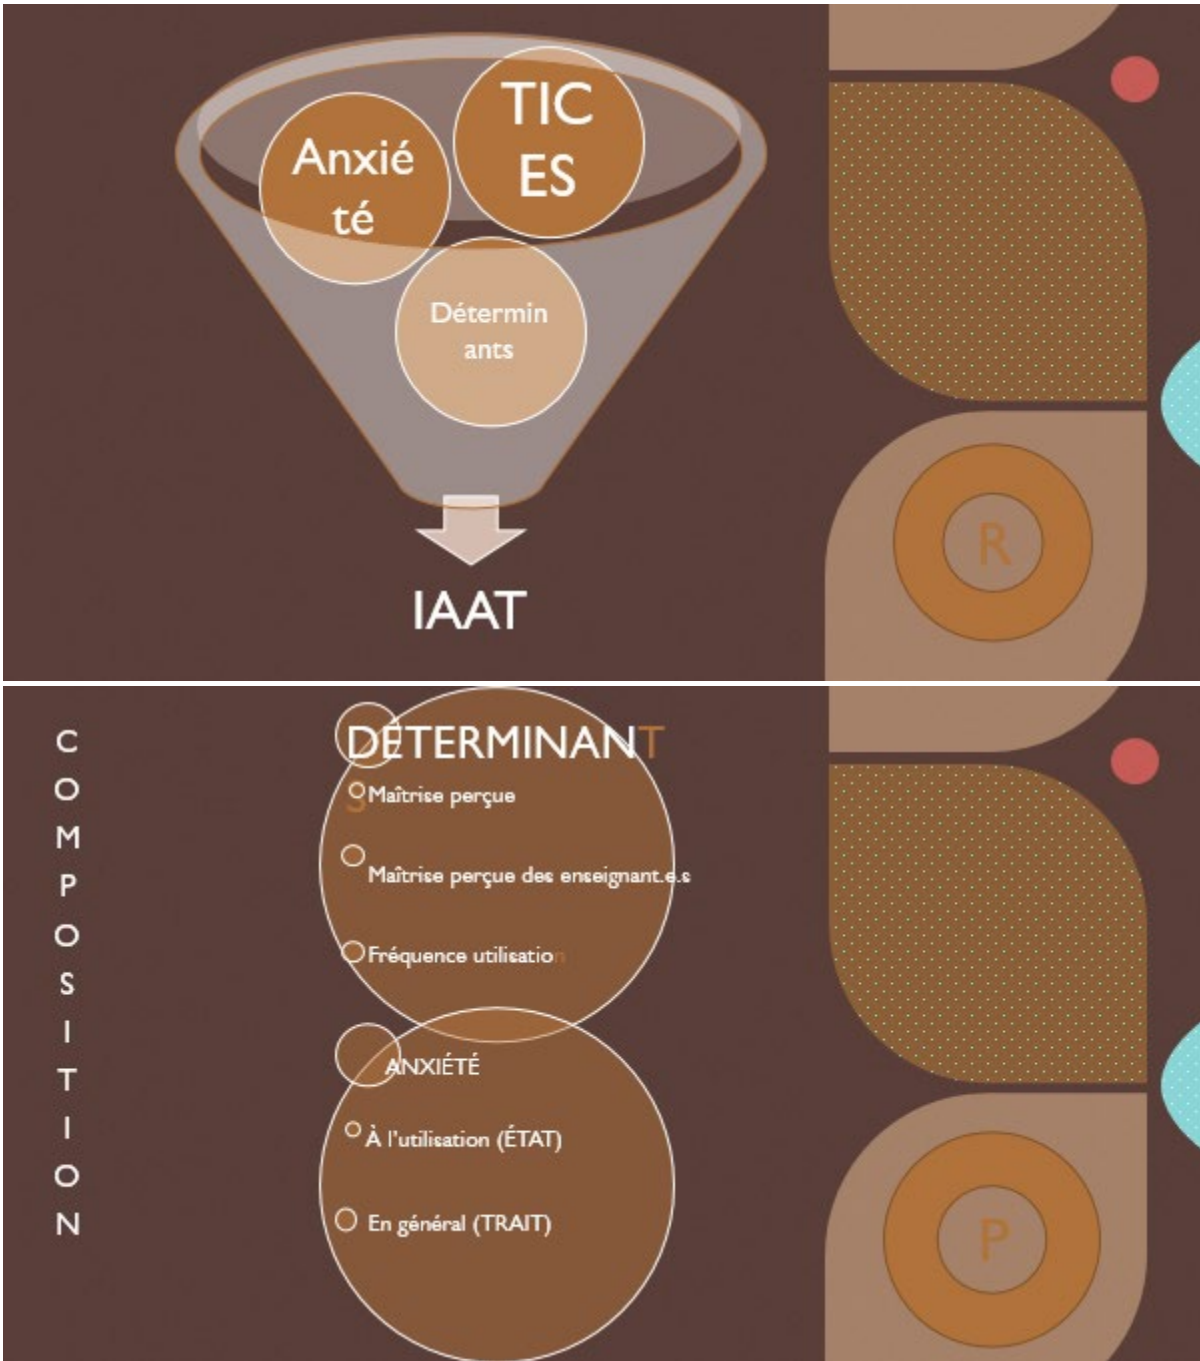 TIC
ES
Anxié
té
Détermin
ants
R
IAAT
C
O
M
P
O
S
I
T
I
O
N
DÉTERMINANT
S
Maîtrise perçue
Maîtrise perçue des enseignant.e.s
Fréquence utilisation
ANXIÉTÉ
À l'utilisation (ÉTAT)
En général (TRAIT)
P